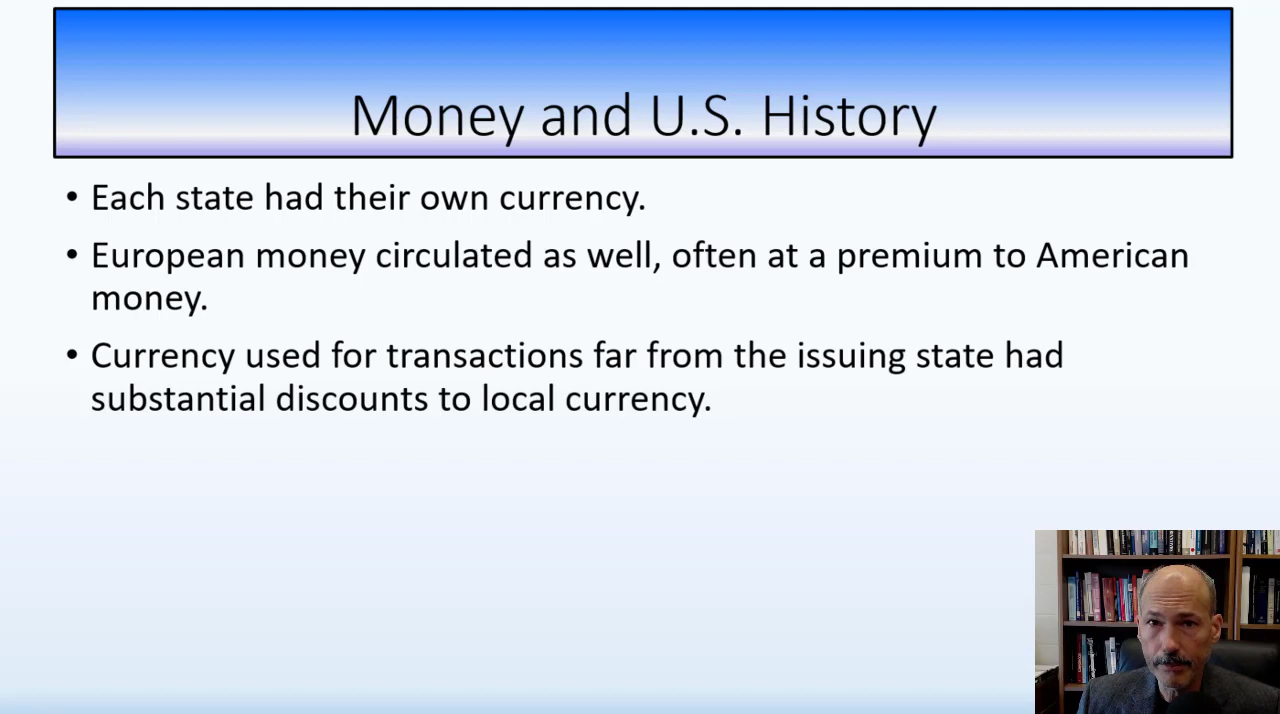 Money and U.S. History
• Each state had their own currency.
• European money circulated as well, often at a premium to American
money.
• Currency used for transactions far from the issuing state had
substantial discounts to local currency.